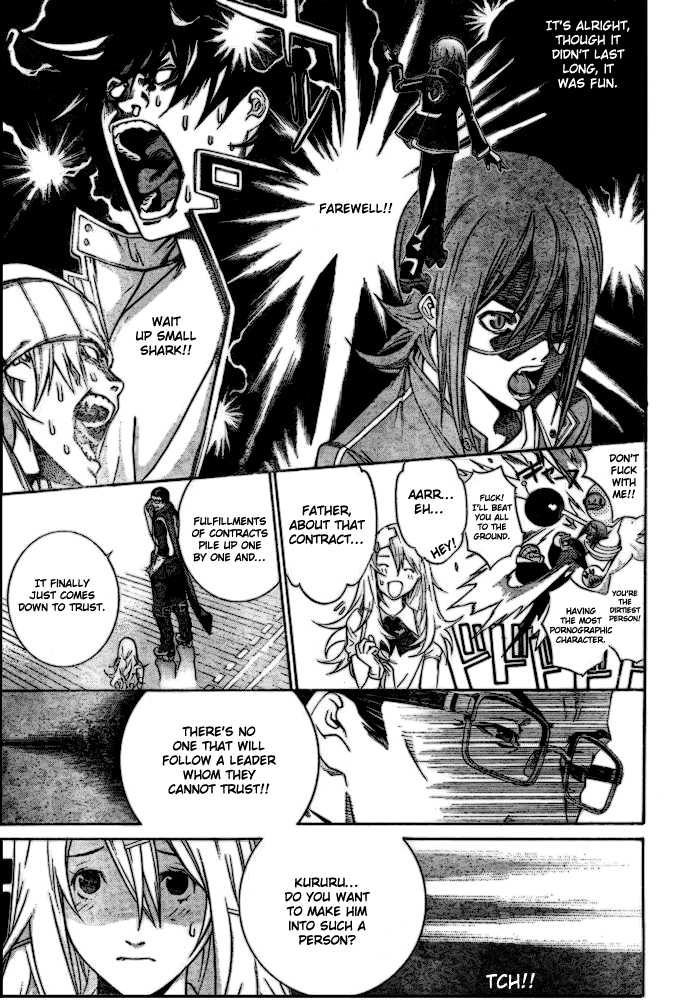 IT'S ALRIGHT,
THOUGH IT
DIDN'T LAST
LONG, IT
WAS FUN.
FAREWELL!!
WAIT
UP SMALL
SHARK!!
DON'T
FUCK
WITH
ME!!
FUCK!
I'LL BEAT
YOU ALL
TO THE
GROUND.
YOU'RE
THE
DIRTIEST
PERSON!
HAVING
THE MOST
PORNOGRAPHIC
CHARACTER.
AARR...
EH...
HEY!
FATHER,
ABOUT THAT
CONTRACT...
FULFILLMENTS
OF CONTRACTS
PILE UP ONE
BY ONE AND...
IT FINALLY
JUST COMES
DOWN TO TRUST.
THERE'S NO
ONE THAT WILL
FOLLOW A LEADER
WHOM THEY
CANNOT TRUST!!
KURURU...
DO YOU WANT
TO MAKE HIM
INTO SUCH A
PERSON?
TCH!!